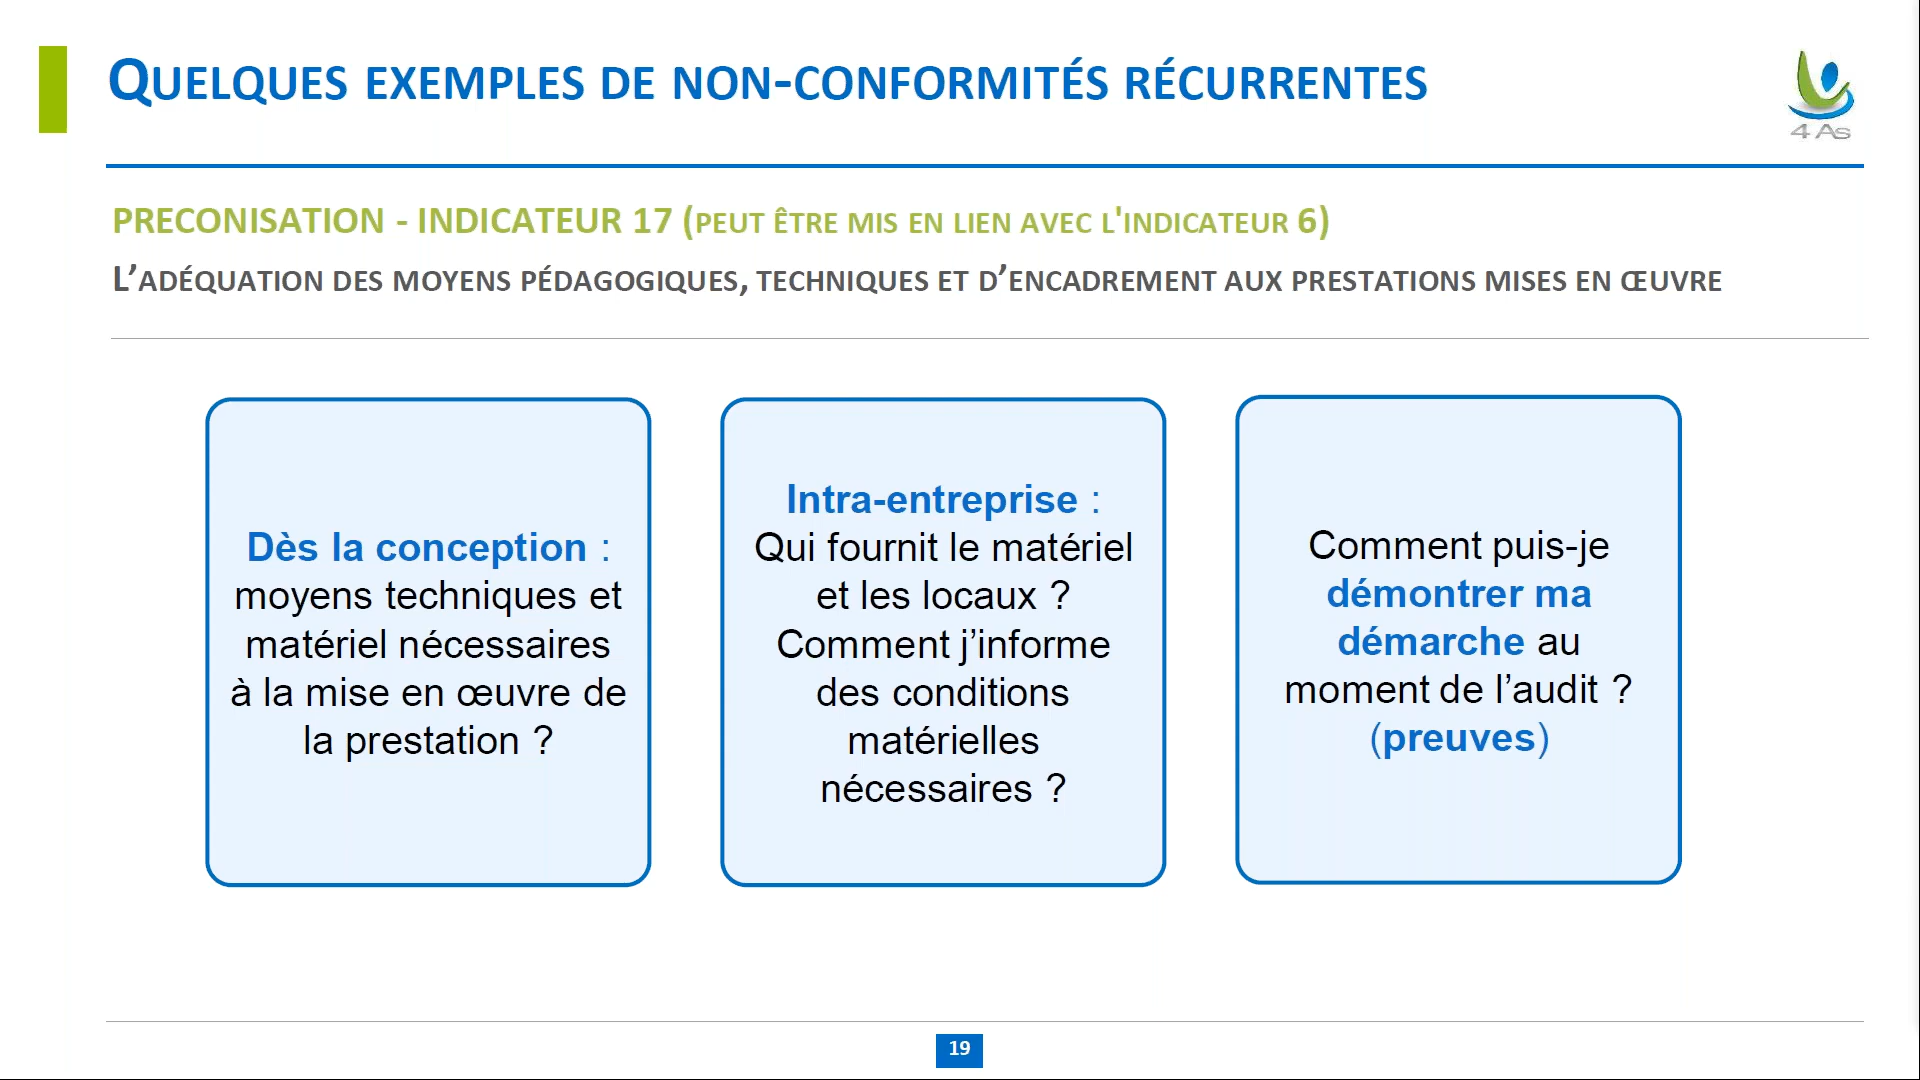 QUELQUES EXEMPLES DE NON-CONFORMITÉS RÉCURRENTES
4 As
PRECONISATION - INDICATEUR 17 (PEUT ÊTRE MIS EN LIEN AVEC L'INDICATEUR 6)
L’ADÉQUATION DES MOYENS PÉDAGOGIQUES, TECHNIQUES ET D’ENCADREMENT AUX PRESTATIONS MISES EN ŒUVRE
Dès la conception :
moyens techniques et
matériel nécessaires
à la mise en œuvre de
la prestation ?
Intra-entreprise :
Qui fournit le matériel
et les locaux ?
Comment j’informe
des conditions
matérielles
nécessaires ?
Comment puis-je
démontrer ma
démarche au
moment de l’audit ?
(preuves)
19